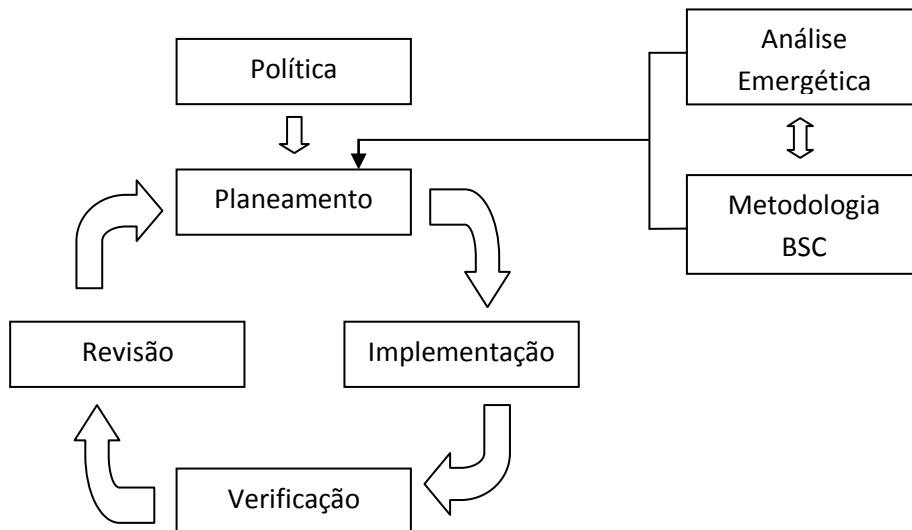 Política
Análise
Emergética
Planeamento
Metodologia
BSC
Revisão
Implementação
Verificação